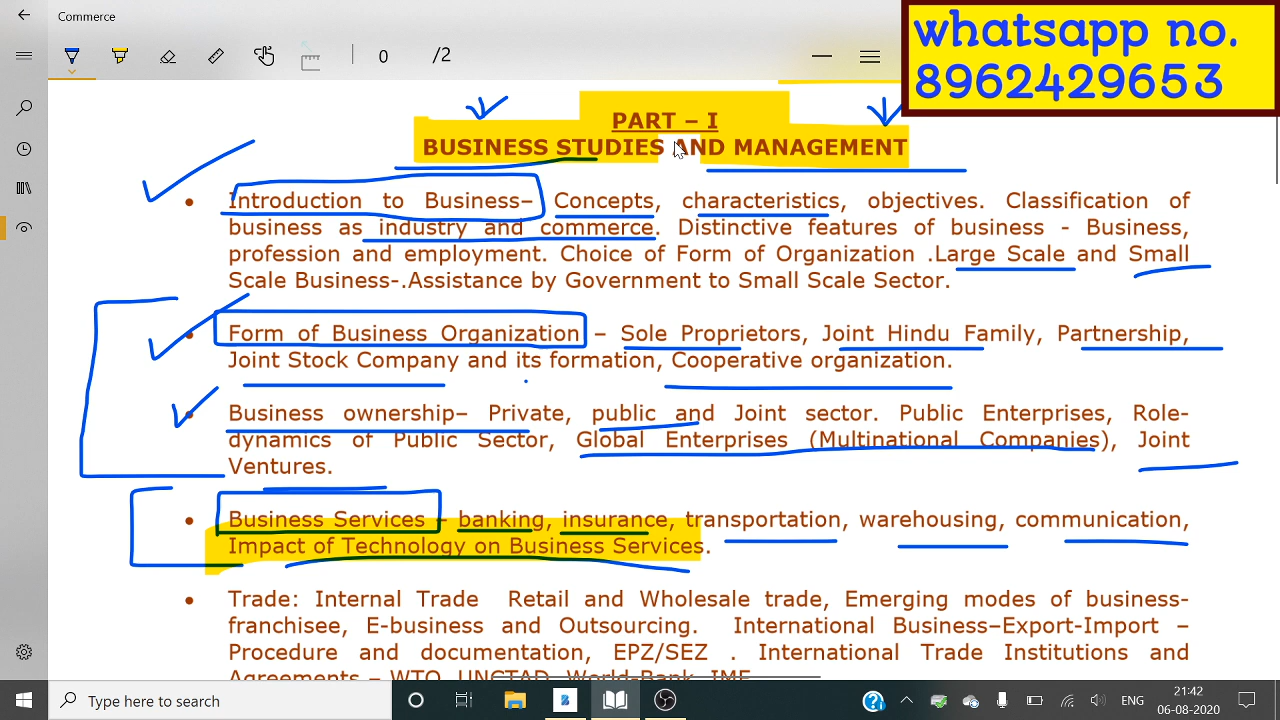 Commerce
whatsapp no.
8962429653
0 /2
PART – I
BUSINESS STUDIES AND MANAGEMENT
• Introduction to Business– Concepts, characteristics, objectives. Classification of
business as industry and commerce. Distinctive features of business - Business,
profession and employment. Choice of Form of Organization .Large Scale and Small
Scale Business-.Assistance by Government to Small Scale Sector.
• Form of Business Organization – Sole Proprietors, Joint Hindu Family, Partnership,
Joint Stock Company and its formation, Cooperative organization.
• Business ownership– Private, public and Joint sector. Public Enterprises, Role-
dynamics of Public Sector, Global Enterprises (Multinational Companies), Joint
Ventures.
• Business Services – banking, insurance, transportation, warehousing, communication,
Impact of Technology on Business Services.
• Trade: Internal Trade Retail and Wholesale trade, Emerging modes of business-
franchisee, E-business and Outsourcing. International Business–Export-Import –
Procedure and documentation, EPZ/SEZ . International Trade Institutions and
Agreements – WTO, UNCTAD, World-Bank, IMF
Type here to search
ENG
21:42
06-08-2020